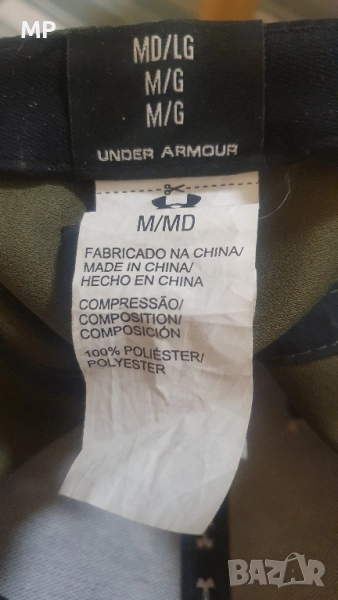 MP
MD/LG
M/G
M/G
UNDER ARMOUR
M/MD
FABRICADO NA CHINA/
MADE IN CHINA/
HECHO EN CHINA
COMPRESSÃO/
COMPOSITION/
COMPOSICIÓN
100% POLIÉSTER/
POLYESTER
BAZAR